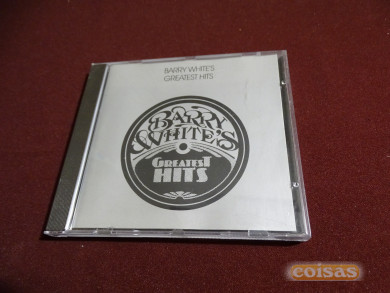 BARRY WHITE'S
GREATEST HITS
BARRY
WHITE'S
GREATEST
HITS
coisas